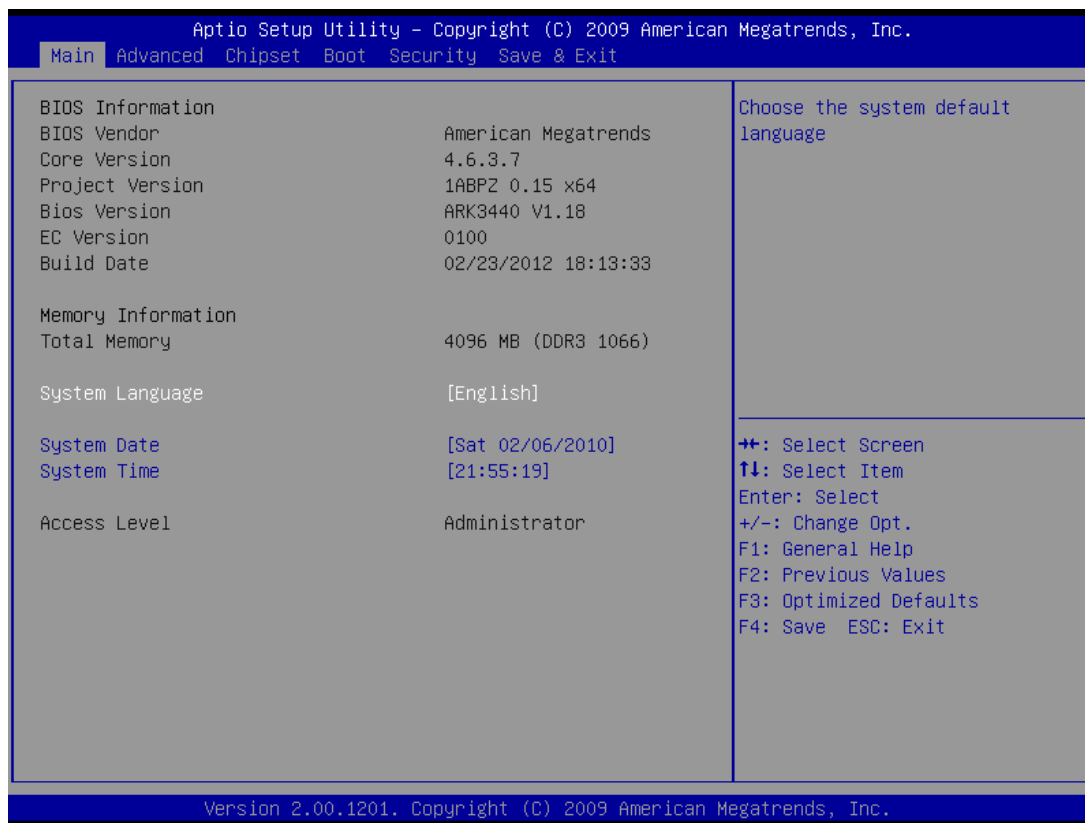 Aptio Setup Utility – Copyright (C) 2009 American Megatrends, Inc.
Main Advanced Chipset Boot Security Save & Exit
BIOS Information
BIOS Vendor American Megatrends
Core Version 4.6.3.7
Project Version 1ABPZ 0.15 x64
Bios Version ARK3440 V1.18
EC Version 0100
Build Date 02/23/2012 18:13:33
Memory Information
Total Memory 4096 MB (DDR3 1066)
System Language [English]
System Date [Sat 02/06/2010]
System Time [21:55:19]
Access Level Administrator
Choose the system default
language
→←: Select Screen
↑↓: Select Item
Enter: Select
+/-: Change Opt.
F1: General Help
F2: Previous Values
F3: Optimized Defaults
F4: Save ESC: Exit
Version 2.00.1201. Copyright (C) 2009 American Megatrends, Inc.